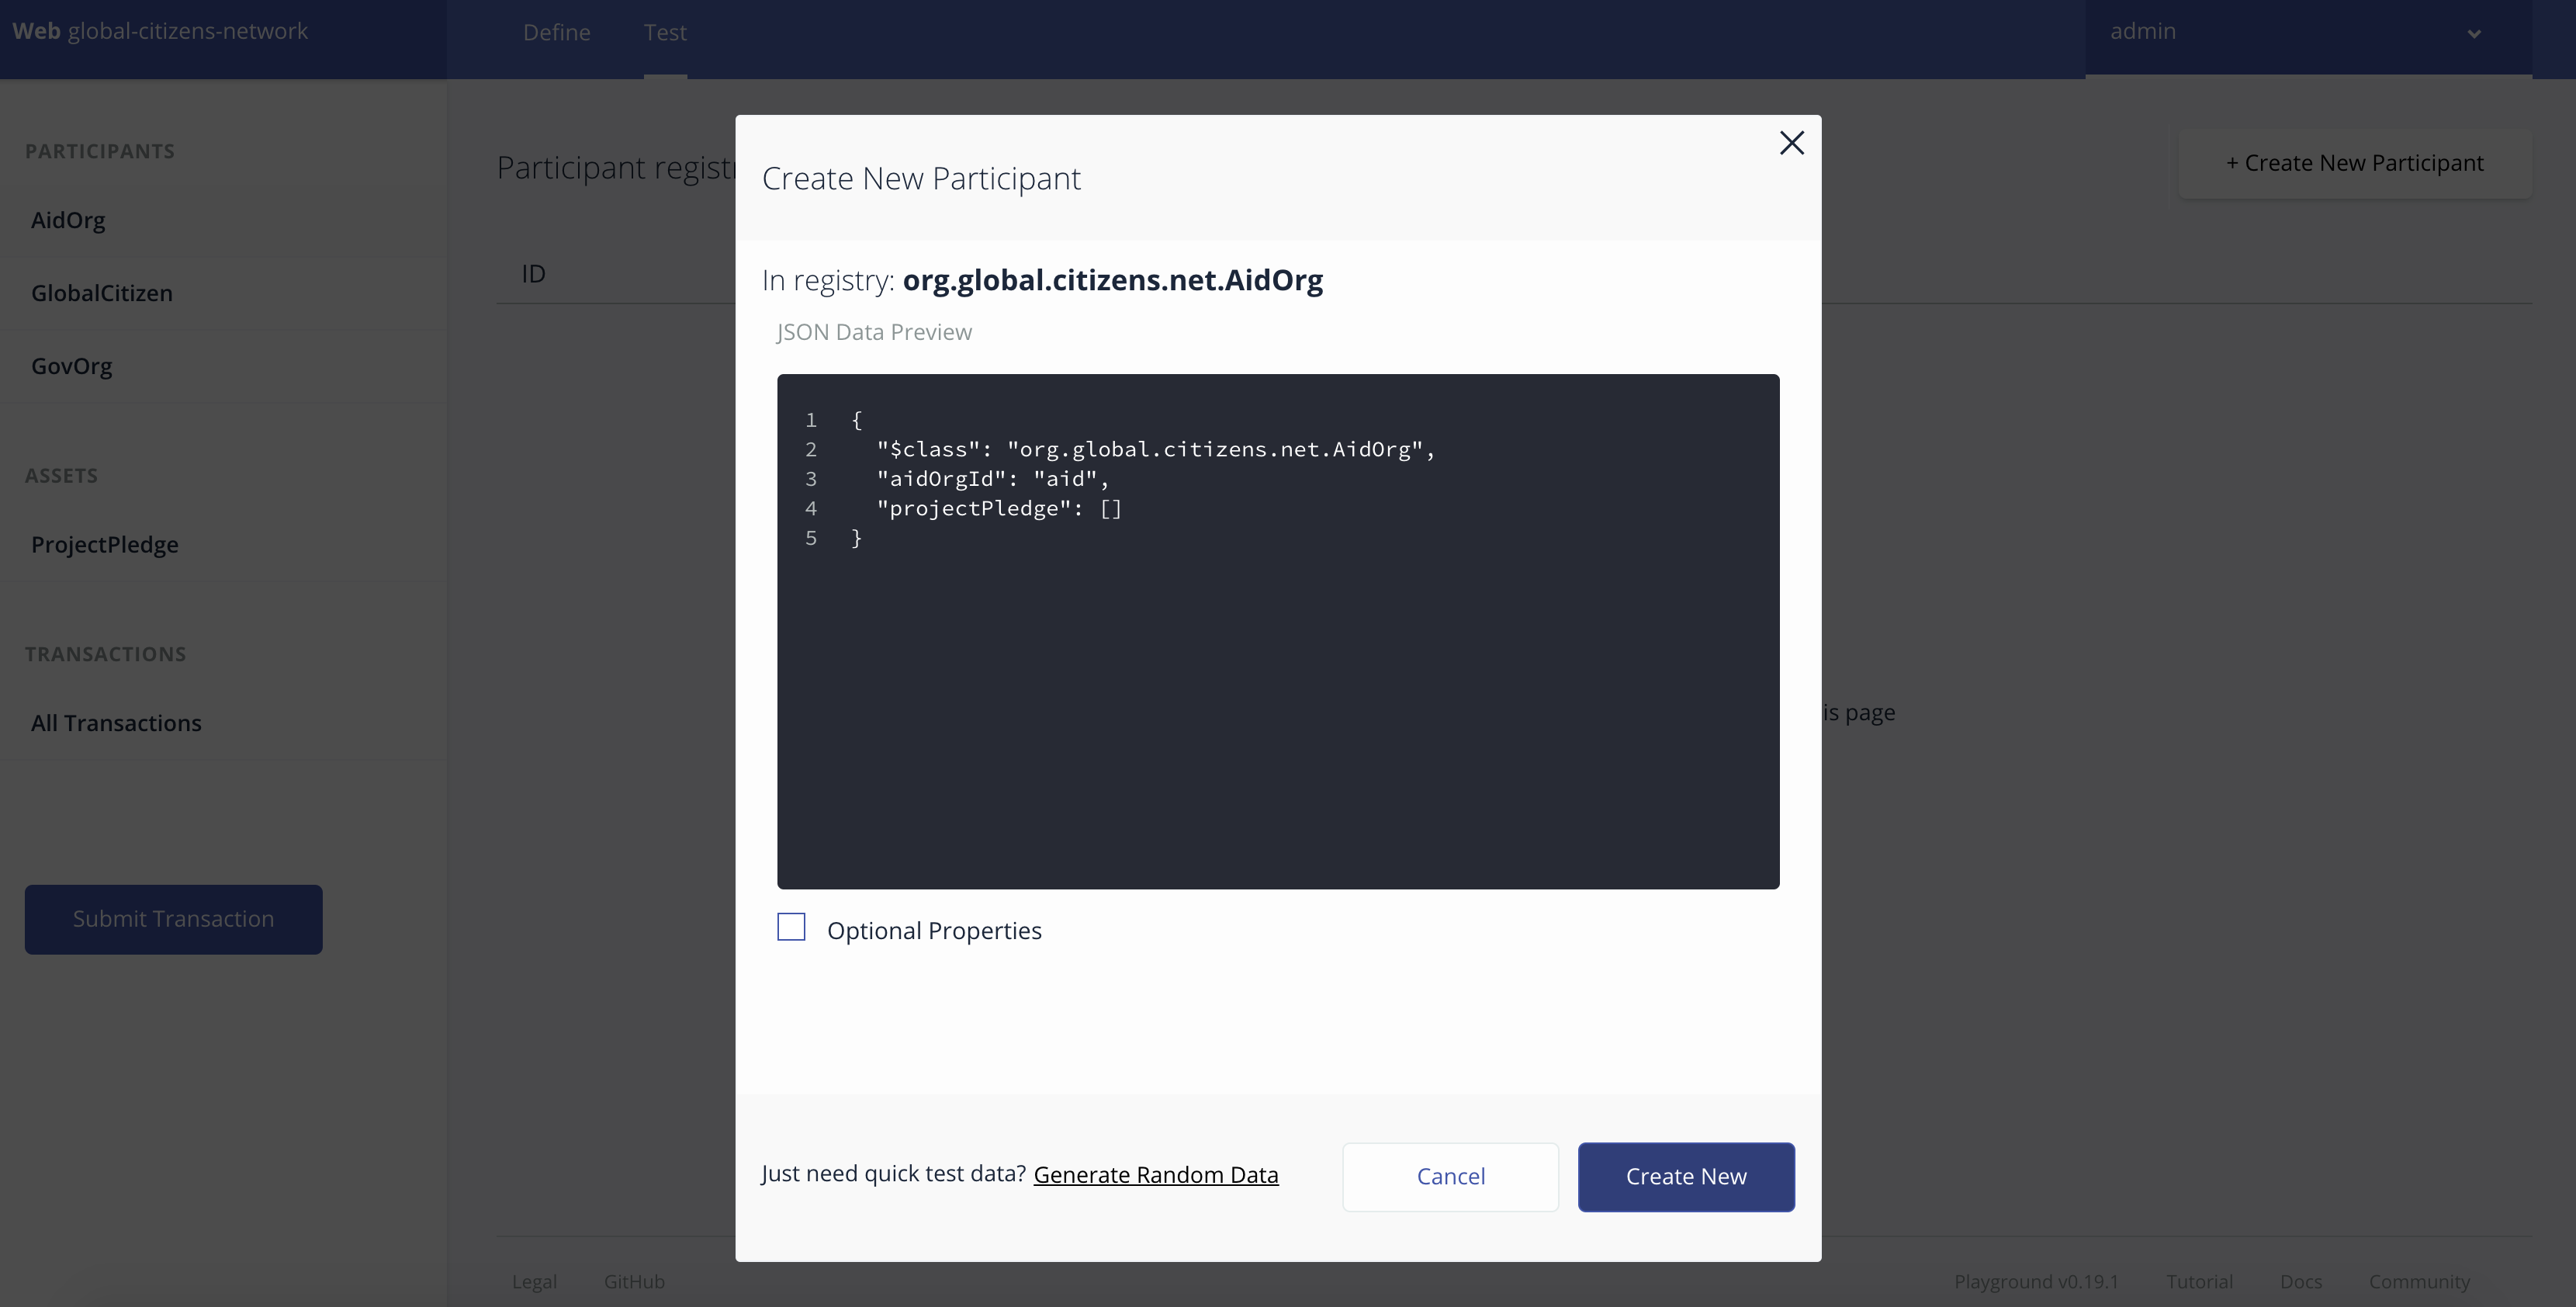 Web global-citizens-network
Define
Test
admin
PARTICIPANTS
AidOrg
GlobalCitizen
GovOrg
ASSETS
ProjectPledge
TRANSACTIONS
All Transactions
Submit Transaction
Participant registr
+ Create New Participant
ID
is page
Create New Participant
In registry: org.global.citizens.net.AidOrg
JSON Data Preview
1 {
2 "$class": "org.global.citizens.net.AidOrg",
3 "aidOrgId": "aid",
4 "projectPledge": []
5 }
Optional Properties
Just need quick test data? Generate Random Data
Cancel
Create New
Legal
GitHub
Playground v0.19.1
Tutorial
Docs
Community